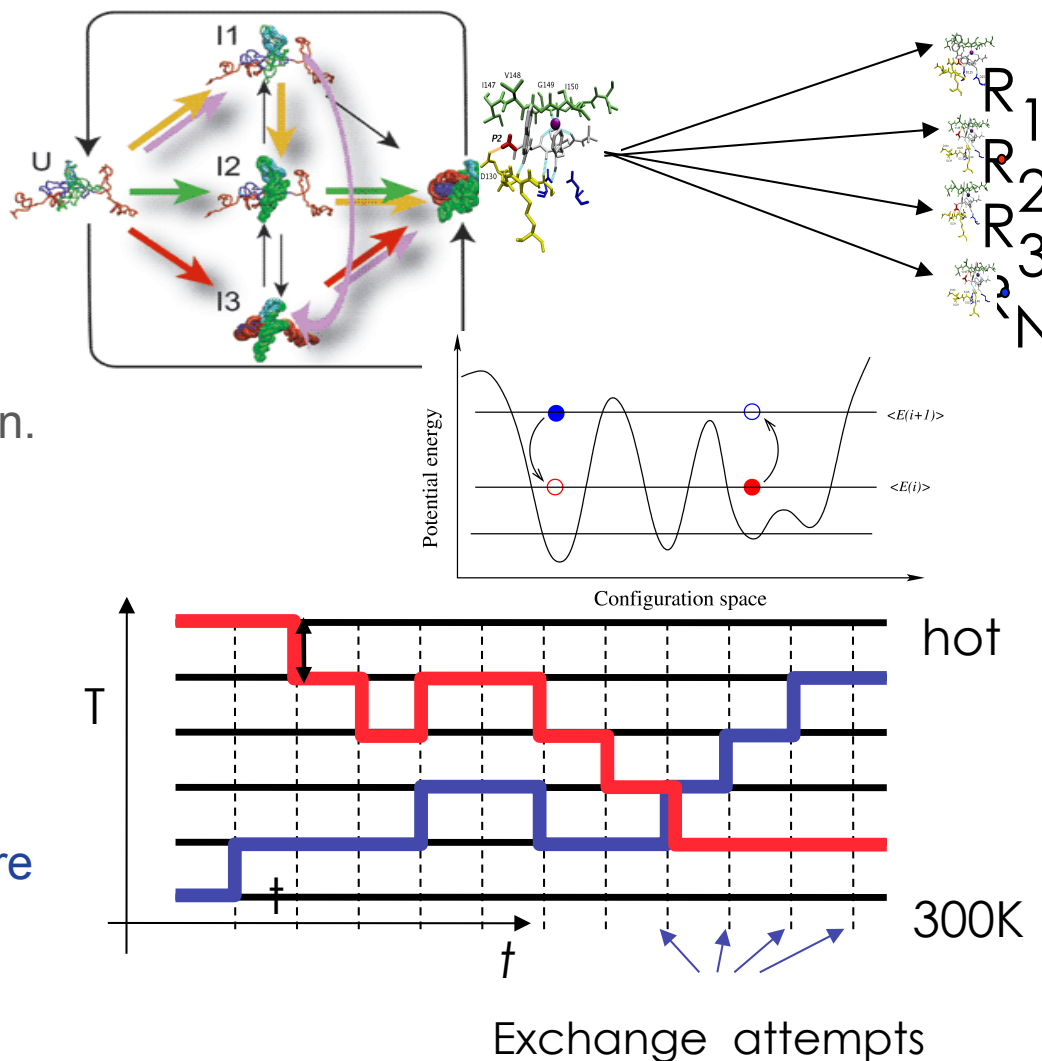 I1
U
I2
I3
I147
V148
G149
I150
P2
D130
R1
R2
R3
N
n.
Potential energy
<E(i+1)>
<E(i)>
Configuration space
T
hot
re
t
300K
t
Exchange attempts